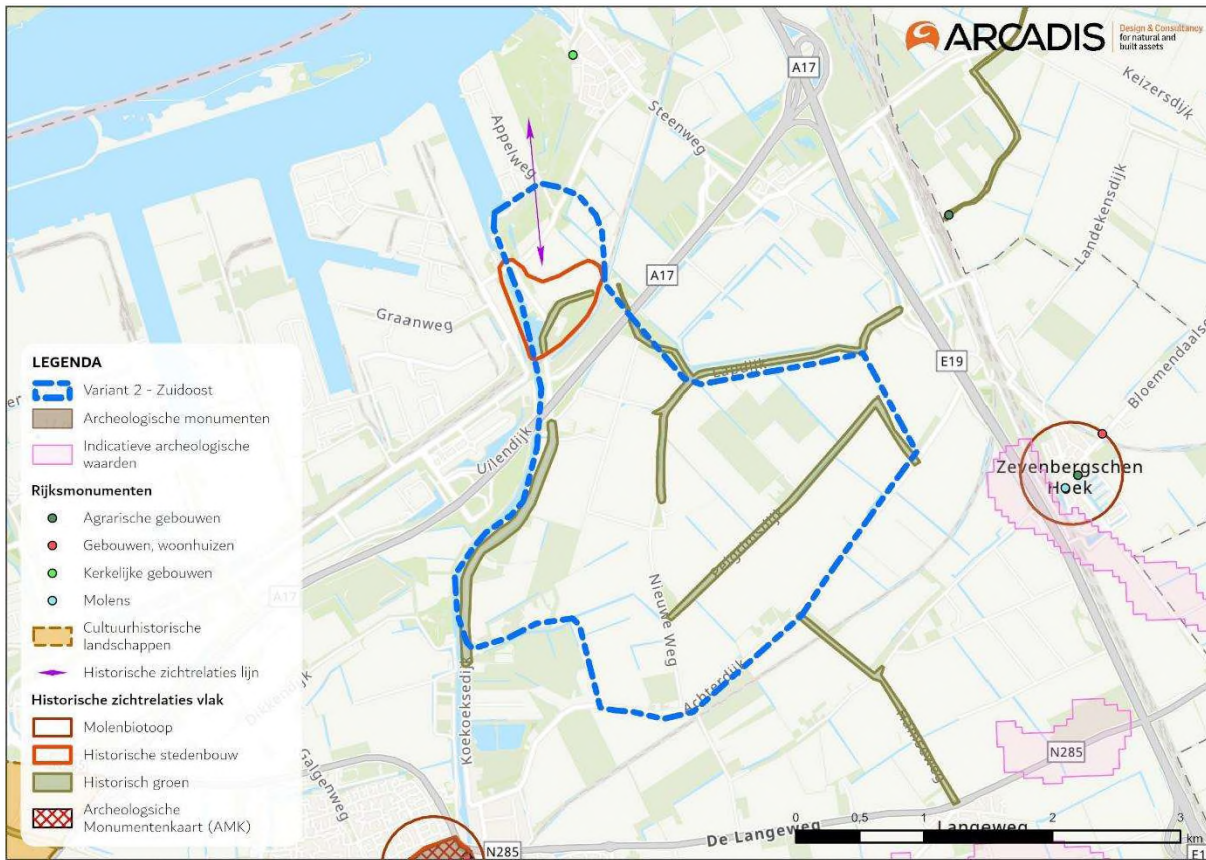 ARCADIS
Design & Consultancy
for natural and
built assets
A17
Keizersdijk
Steenweg
Appelweg
Landekensdijk
A17
Graanweg
E19
Bloemendaalse
Zevenbergschen
Hoek
Uilendijk
A17
Nieuwe Weg
Achterdijk
Koekoeksedijk
Galgenweg
N285
N285
De Langeweg
Langeweg
E1
LEGENDA
Variant 2 - Zuidoost
Archeologische monumenten
Indicatieve archeologische
waarden
Rijksmonumenten
Agrarische gebouwen
Gebouwen, woonhuizen
Kerkelijke gebouwen
Molens
Cultuurhistorische
landschappen
Historische zichtrelaties lijn
Historische zichtrelaties vlak
Molenbiotoop
Historische stedenbouw
Historisch groen
Archeologsiche
Monumentenkaart (AMK)
0 0,5 1 2 3
km